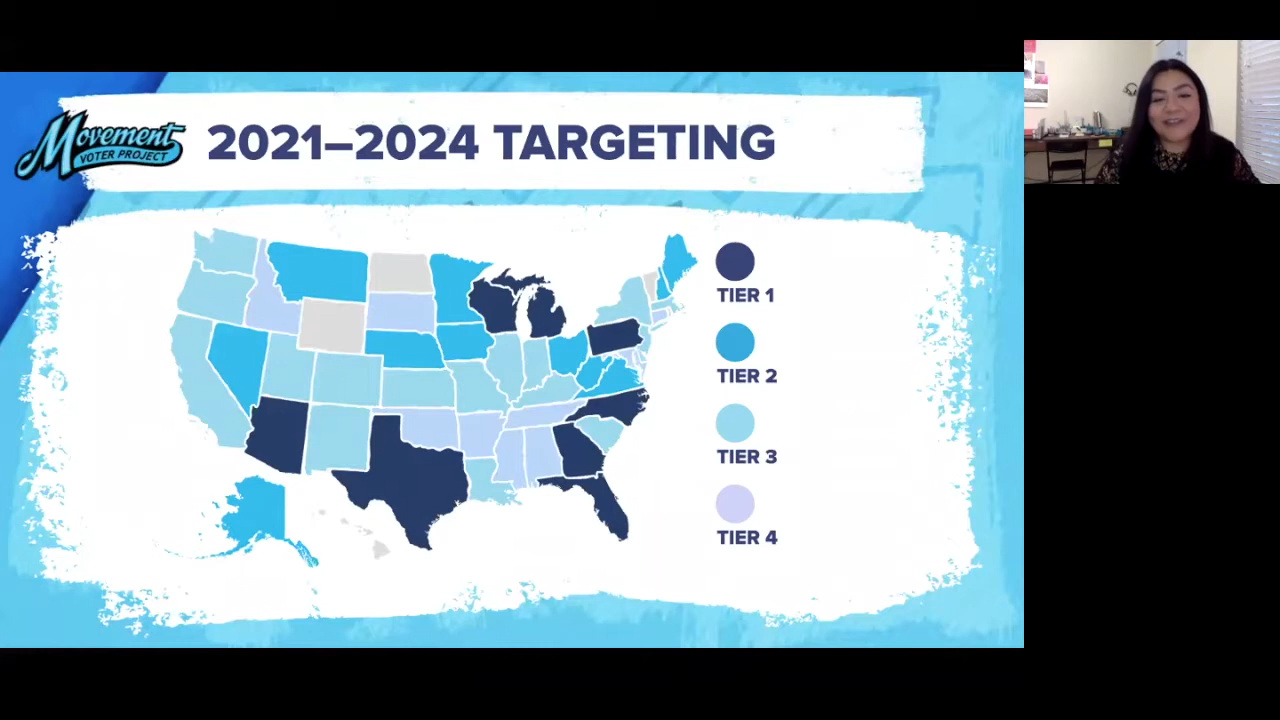 Movement
VOTER PROJECT
2021–2024 TARGETING
TIER 1
TIER 2
TIER 3
TIER 4